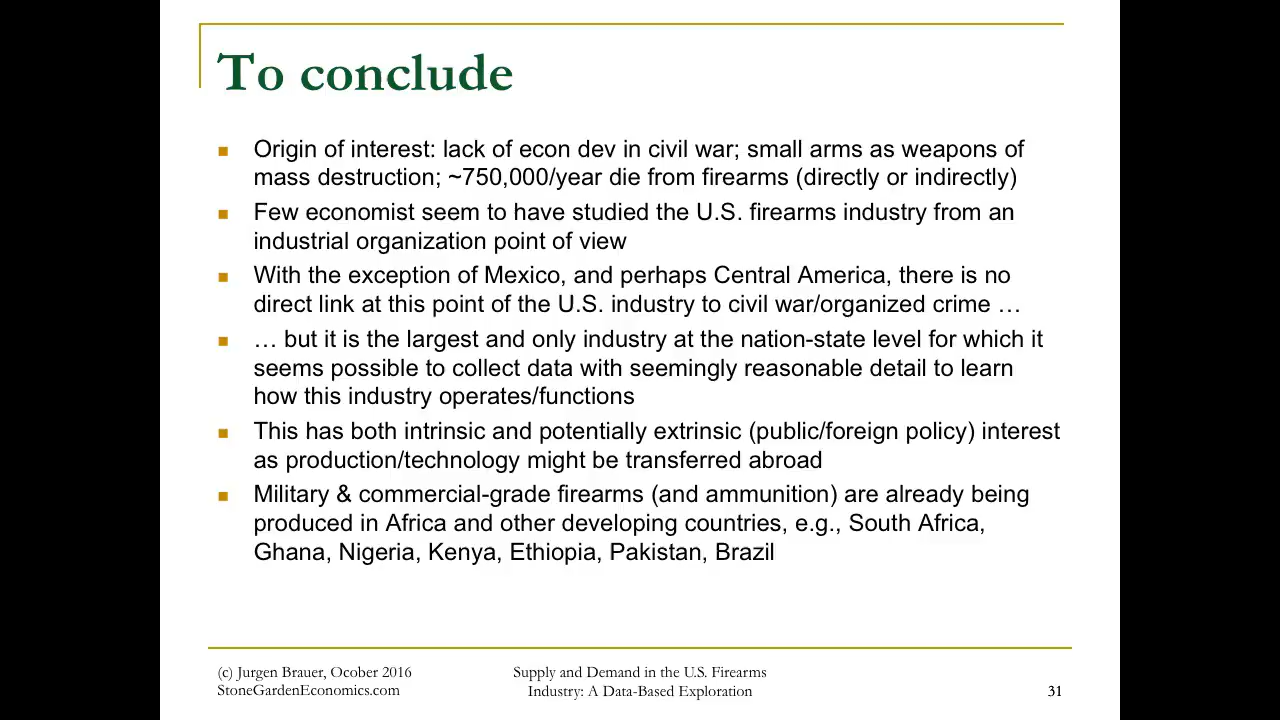 To conclude
Origin of interest: lack of econ dev in civil war; small arms as weapons of
mass destruction; ~750,000/year die from firearms (directly or indirectly)
Few economist seem to have studied the U.S. firearms industry from an
industrial organization point of view
With the exception of Mexico, and perhaps Central America, there is no
direct link at this point of the U.S. industry to civil war/organized crime …
… but it is the largest and only industry at the nation-state level for which it
seems possible to collect data with seemingly reasonable detail to learn
how this industry operates/functions
This has both intrinsic and potentially extrinsic (public/foreign policy) interest
as production/technology might be transferred abroad
Military & commercial-grade firearms (and ammunition) are already being
produced in Africa and other developing countries, e.g., South Africa,
Ghana, Nigeria, Kenya, Ethiopia, Pakistan, Brazil
(c) Jurgen Brauer, Ocober 2016
StoneGardenEconomics.com
Supply and Demand in the U.S. Firearms
Industry: A Data-Based Exploration
31